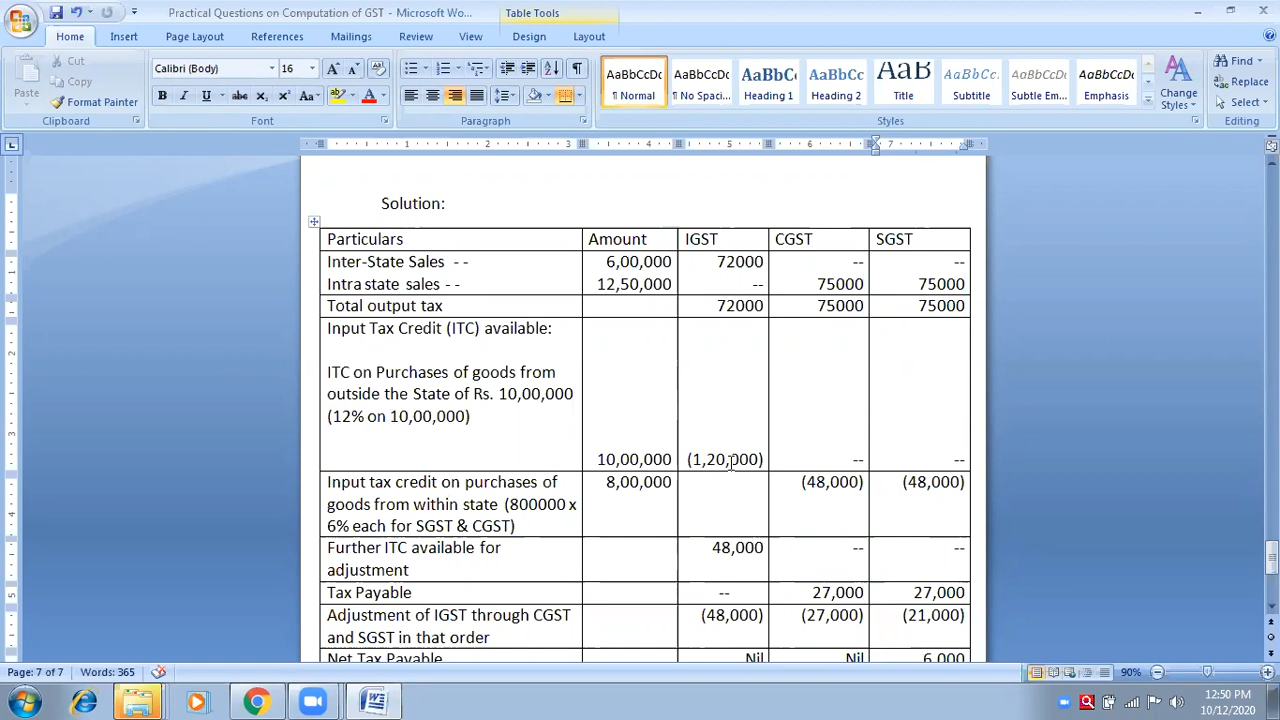 Practical Questions on Computation of GST - Microsoft Wo...
Table Tools
Home Insert Page Layout References Mailings Review View Design Layout
Paste
Cut
Copy
Format Painter
Clipboard
Calibri (Body) 16
Font
Paragraph
AaBbCcDc AaBbCcDc AaBbCc AaBbCc AaB AaBbCcL AaBbCcDc AaBbCcDc
¶ Normal ¶ No Spaci... Heading 1 Heading 2 Title Subtitle Subtle Em... Emphasis
Change Styles
Styles
Find
Replace
Select
Editing
1 2 3 4 5 6 7
Solution:
Particulars Amount IGST CGST SGST
Inter-State Sales - - 6,00,000 72000 -- --
Intra state sales - - 12,50,000 -- 75000 75000
Total output tax 72000 75000 75000
Input Tax Credit (ITC) available:
ITC on Purchases of goods from
outside the State of Rs. 10,00,000
(12% on 10,00,000)
10,00,000 (1,20,000) -- --
Input tax credit on purchases of 8,00,000 (48,000) (48,000)
goods from within state (800000 x
6% each for SGST & CGST)
Further ITC available for 48,000 -- --
adjustment
Tax Payable -- 27,000 27,000
Adjustment of IGST through CGST (48,000) (27,000) (21,000)
and SGST in that order
Net Tax Payable Nil Nil 6,000
Page: 7 of 7 Words: 365 90%
12:50 PM
10/12/2020